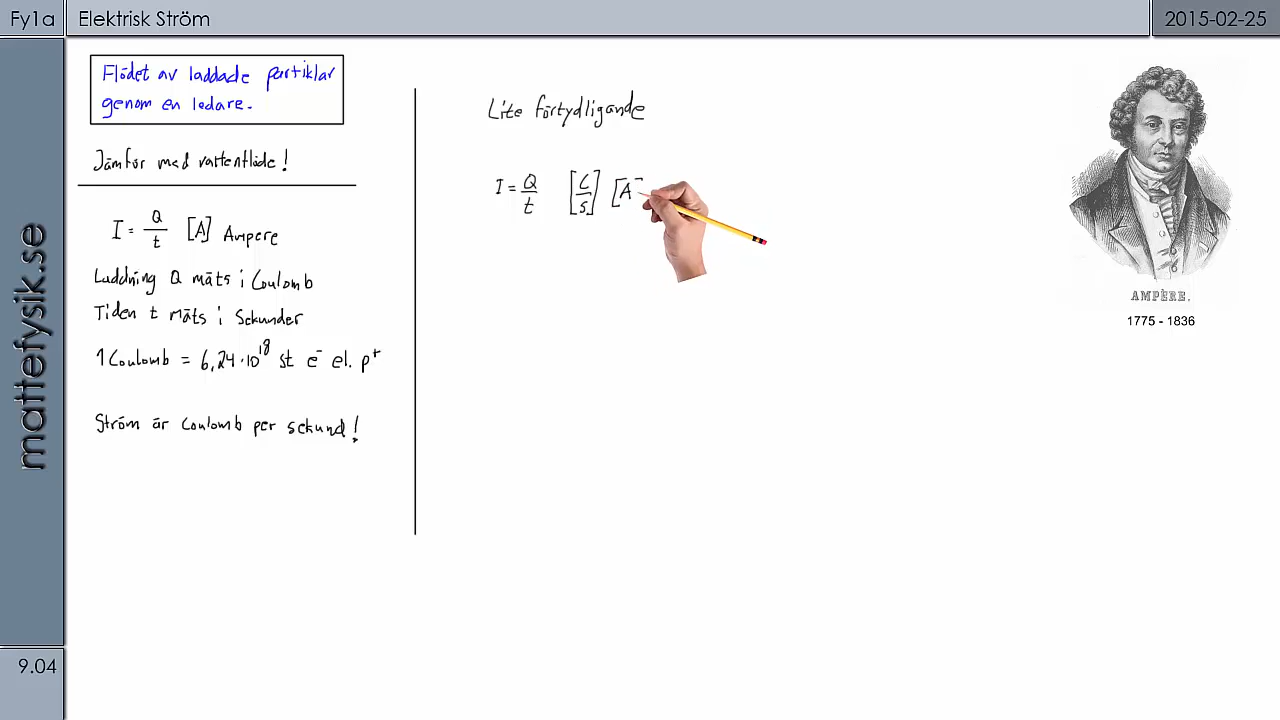 Fy1a
Elektrisk Ström
2015-02-25
mattefysik.se
9.04
Flödet av laddade partiklar
genom en ledare.
Jämför med vattenflöde!
I = Q/t [A] Ampere
Laddning Q mäts i Coulomb
Tiden t mäts i Sekunder
1 Coulomb = 6,24·10^18 st e⁻ el. p⁺
Ström är Coulomb per sekund!
Lite förtydligande
I = Q/t [C/s] [A
AMPÈRE.
1775 - 1836